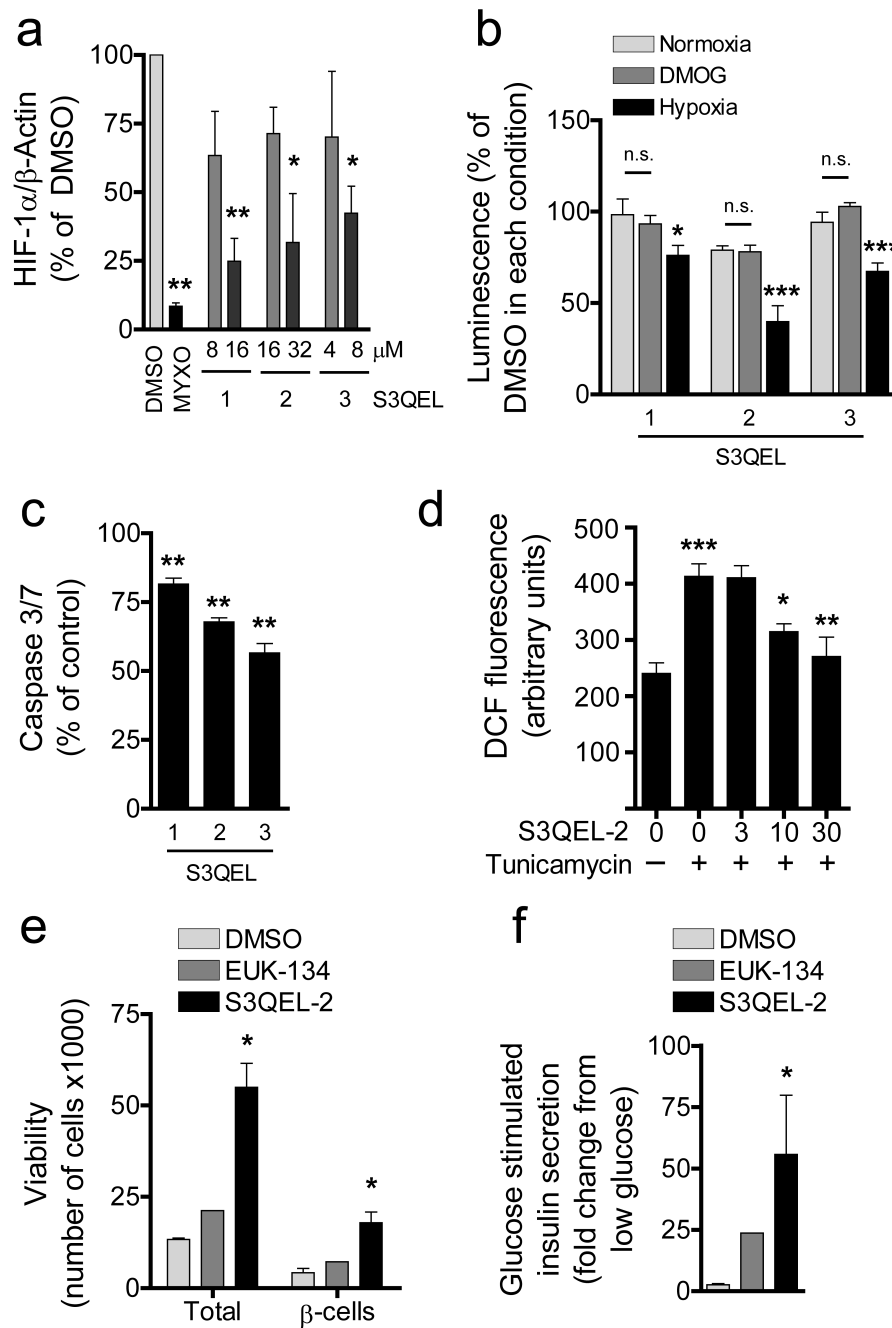 a
HIF-1α/β-Actin
(% of DMSO)
100
75
50
25
0
**
**
*
*
DMSO
MYXO
8 16 16 32 4 8 μM
1 2 3 S3QEL
b
Normoxia
DMOG
Hypoxia
Luminescence (% of
DMSO in each condition)
150
100
50
0
n.s.
n.s.
n.s.
*
***
***
1 2 3
S3QEL
c
Caspase 3/7
(% of control)
100
75
50
25
0
**
**
**
1 2 3
S3QEL
d
DCF fluorescence
(arbitrary units)
500
400
300
200
100
***
*
**
S3QEL-2 0 0 3 10 30
Tunicamycin − + + + +
e
DMSO
EUK-134
S3QEL-2
Viability
(number of cells x1000)
75
50
25
0
*
*
Total β-cells
f
DMSO
EUK-134
S3QEL-2
Glucose stimulated
insulin secretion
(fold change from
low glucose)
100
75
50
25
0
*